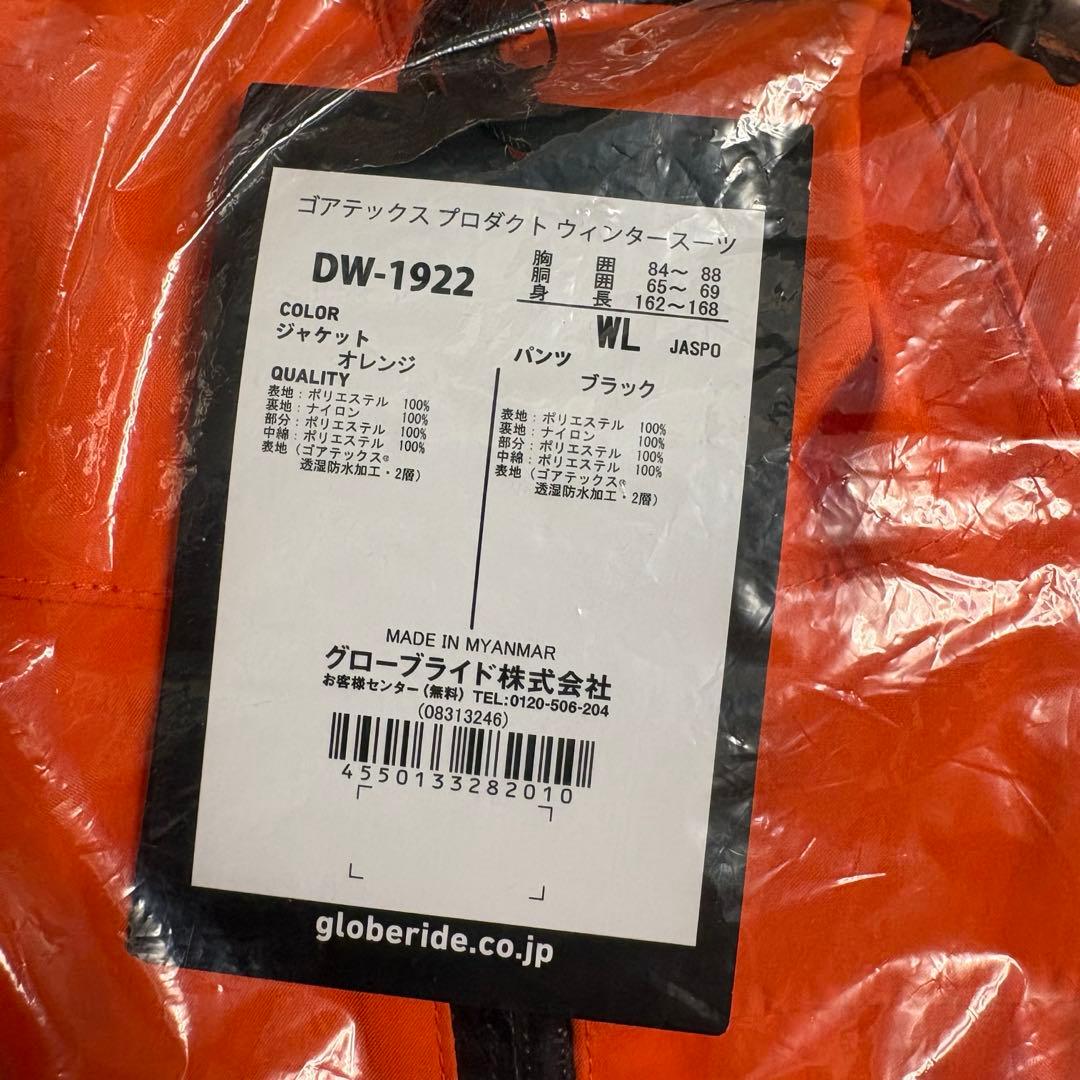 ゴアテックス プロダクト ウィンタースーツ
DW-1922
胸 囲 84～ 88
胴 囲 65～ 69
身 長 162～168
WL JASPO
COLOR
ジャケット
オレンジ
パンツ
ブラック
QUALITY
表地：ポリエステル 100%
裏地：ナイロン 100%
部分：ポリエステル 100%
中綿：ポリエステル 100%
表地（ゴアテックス®
透湿防水加工・2層）
表地：ポリエステル 100%
裏地：ナイロン 100%
部分：ポリエステル 100%
中綿：ポリエステル 100%
表地（ゴアテックス®
透湿防水加工・2層）
MADE IN MYANMAR
グローブライド株式会社
お客様センター（無料）TEL:0120-506-204
(08313246)
4550133282010
globeride.co.jp